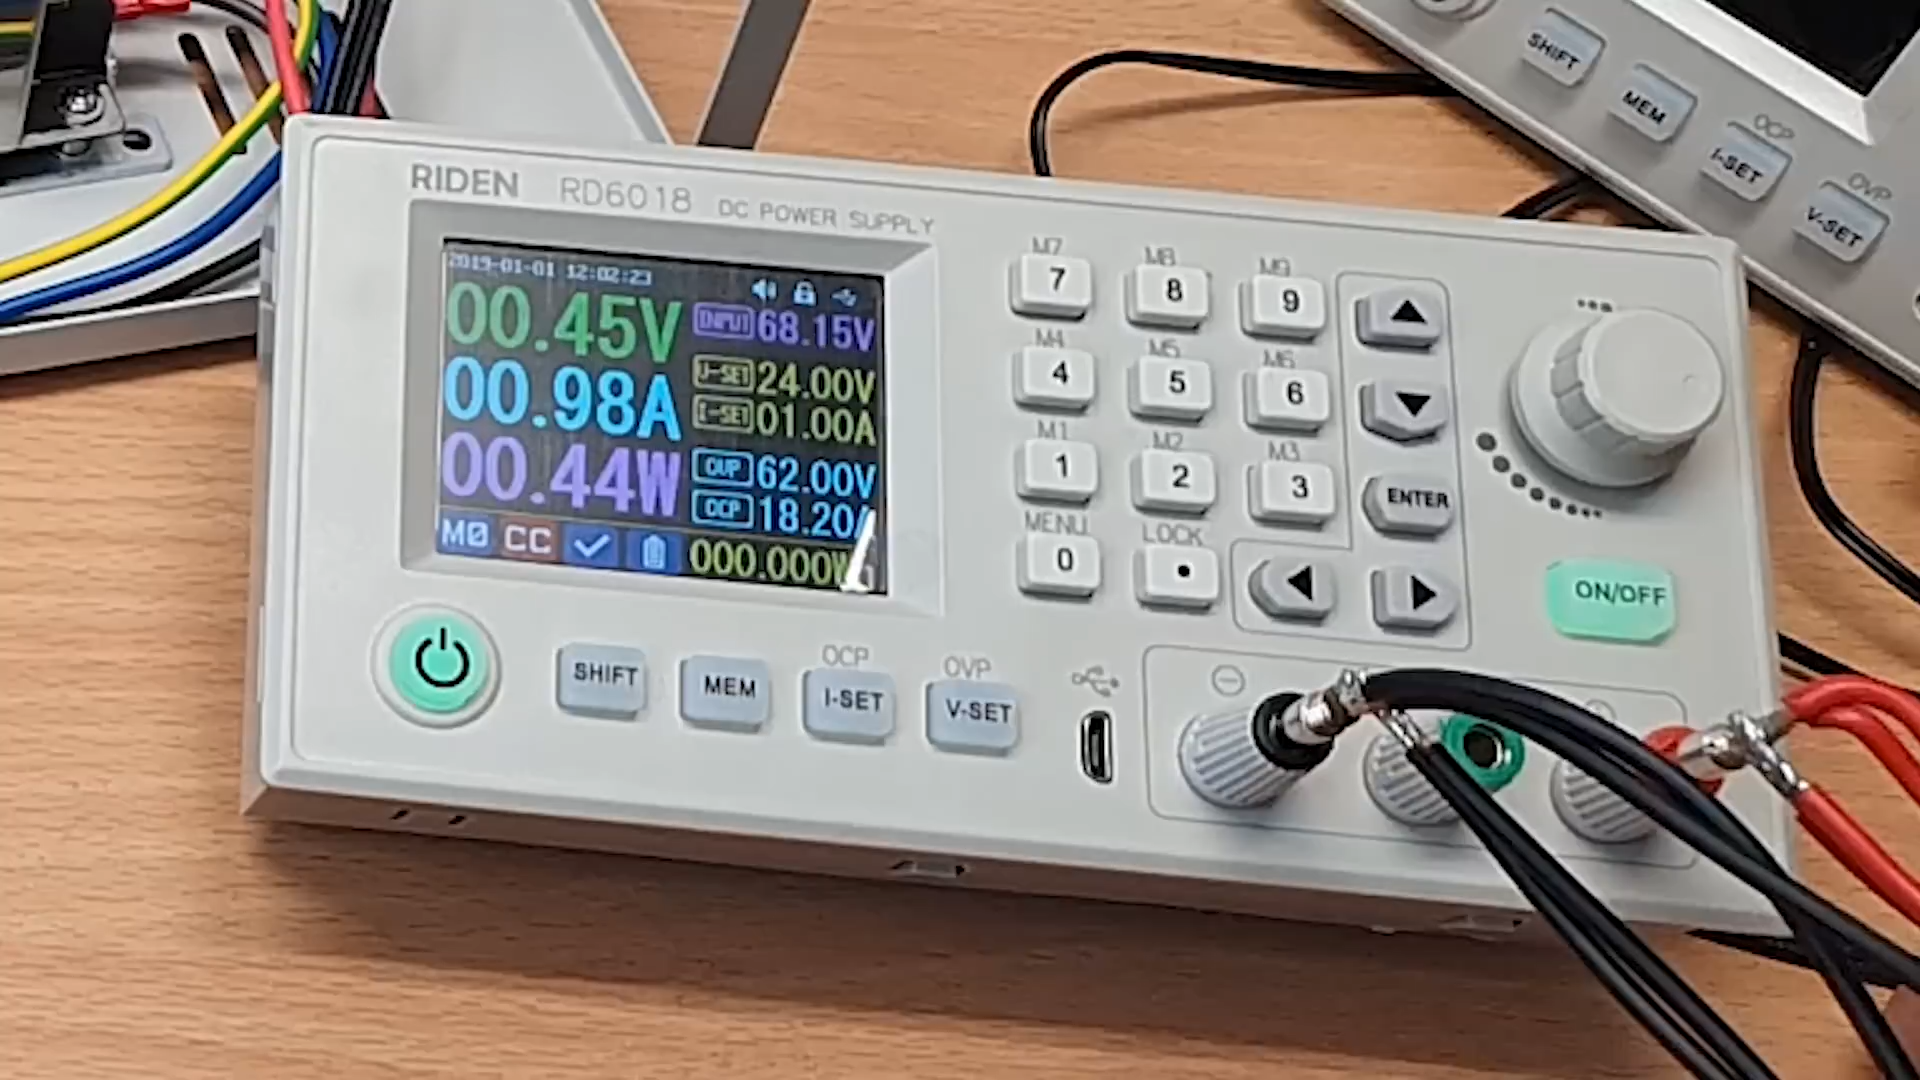 SHIFT
MEM
OCP
I-SET
OVP
V-SET
RIDEN RD6018 DC POWER SUPPLY
2019-01-01 12:02:23
00.45V
INPUT 68.15V
00.98A
U-SET 24.00V
I-SET 01.00A
00.44W
OVP 62.00V
OCP 18.20A
M0 CC 000.000W
M7 M8 M9
7 8 9
M4 M5 M6
4 5 6
M1 M2 M3
1 2 3
ENTER
MENU LOCK
0 •
ON/OFF
SHIFT
MEM
OCP
I-SET
OVP
V-SET